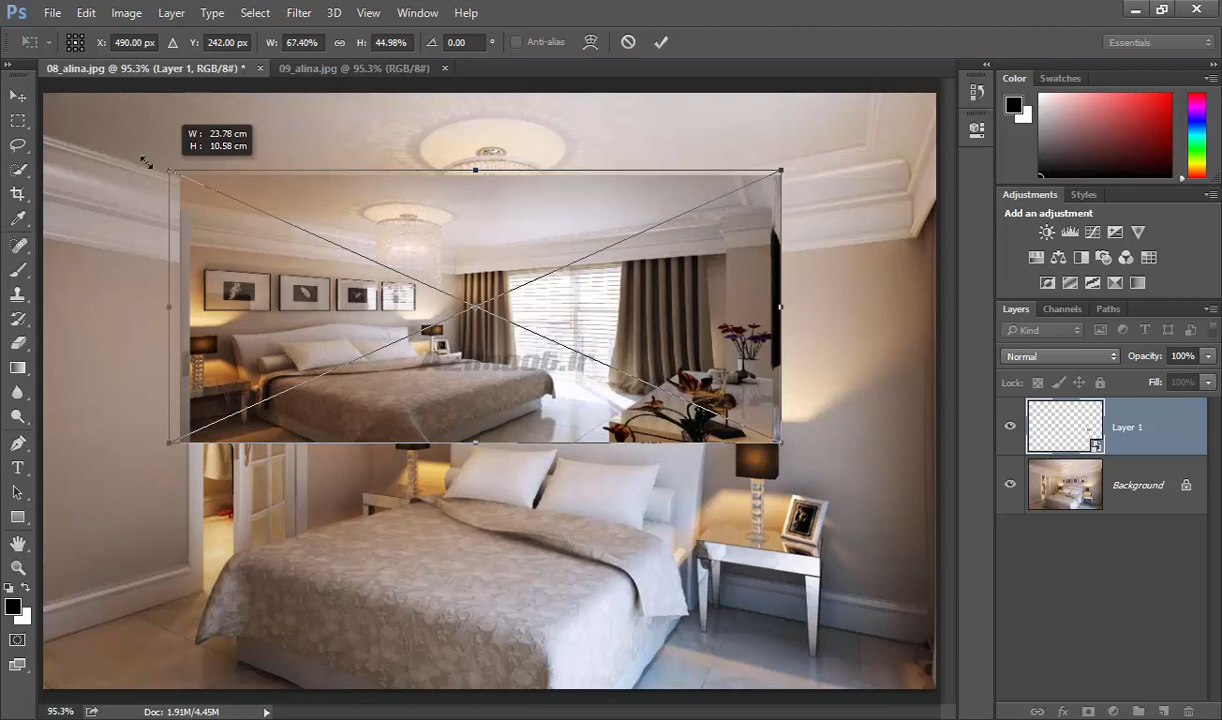 Ps File Edit Image Layer Type Select Filter 3D View Window Help
X: 490.00 px Y: 242.00 px W: 67.40% H: 44.98% 0.00 ° Anti-alias Essentials
08_alina.jpg @ 95.3% (Layer 1, RGB/8#) * 09_alina.jpg @ 95.3% (RGB/8#)
Color Swatches
W: 23.78 cm
H: 10.58 cm
Adjustments Styles
Add an adjustment
Layers Channels Paths
Kind
Normal Opacity: 100%
Lock: Fill: 100%
Layer 1
Background
95.3% Doc: 1.91M/4.45M